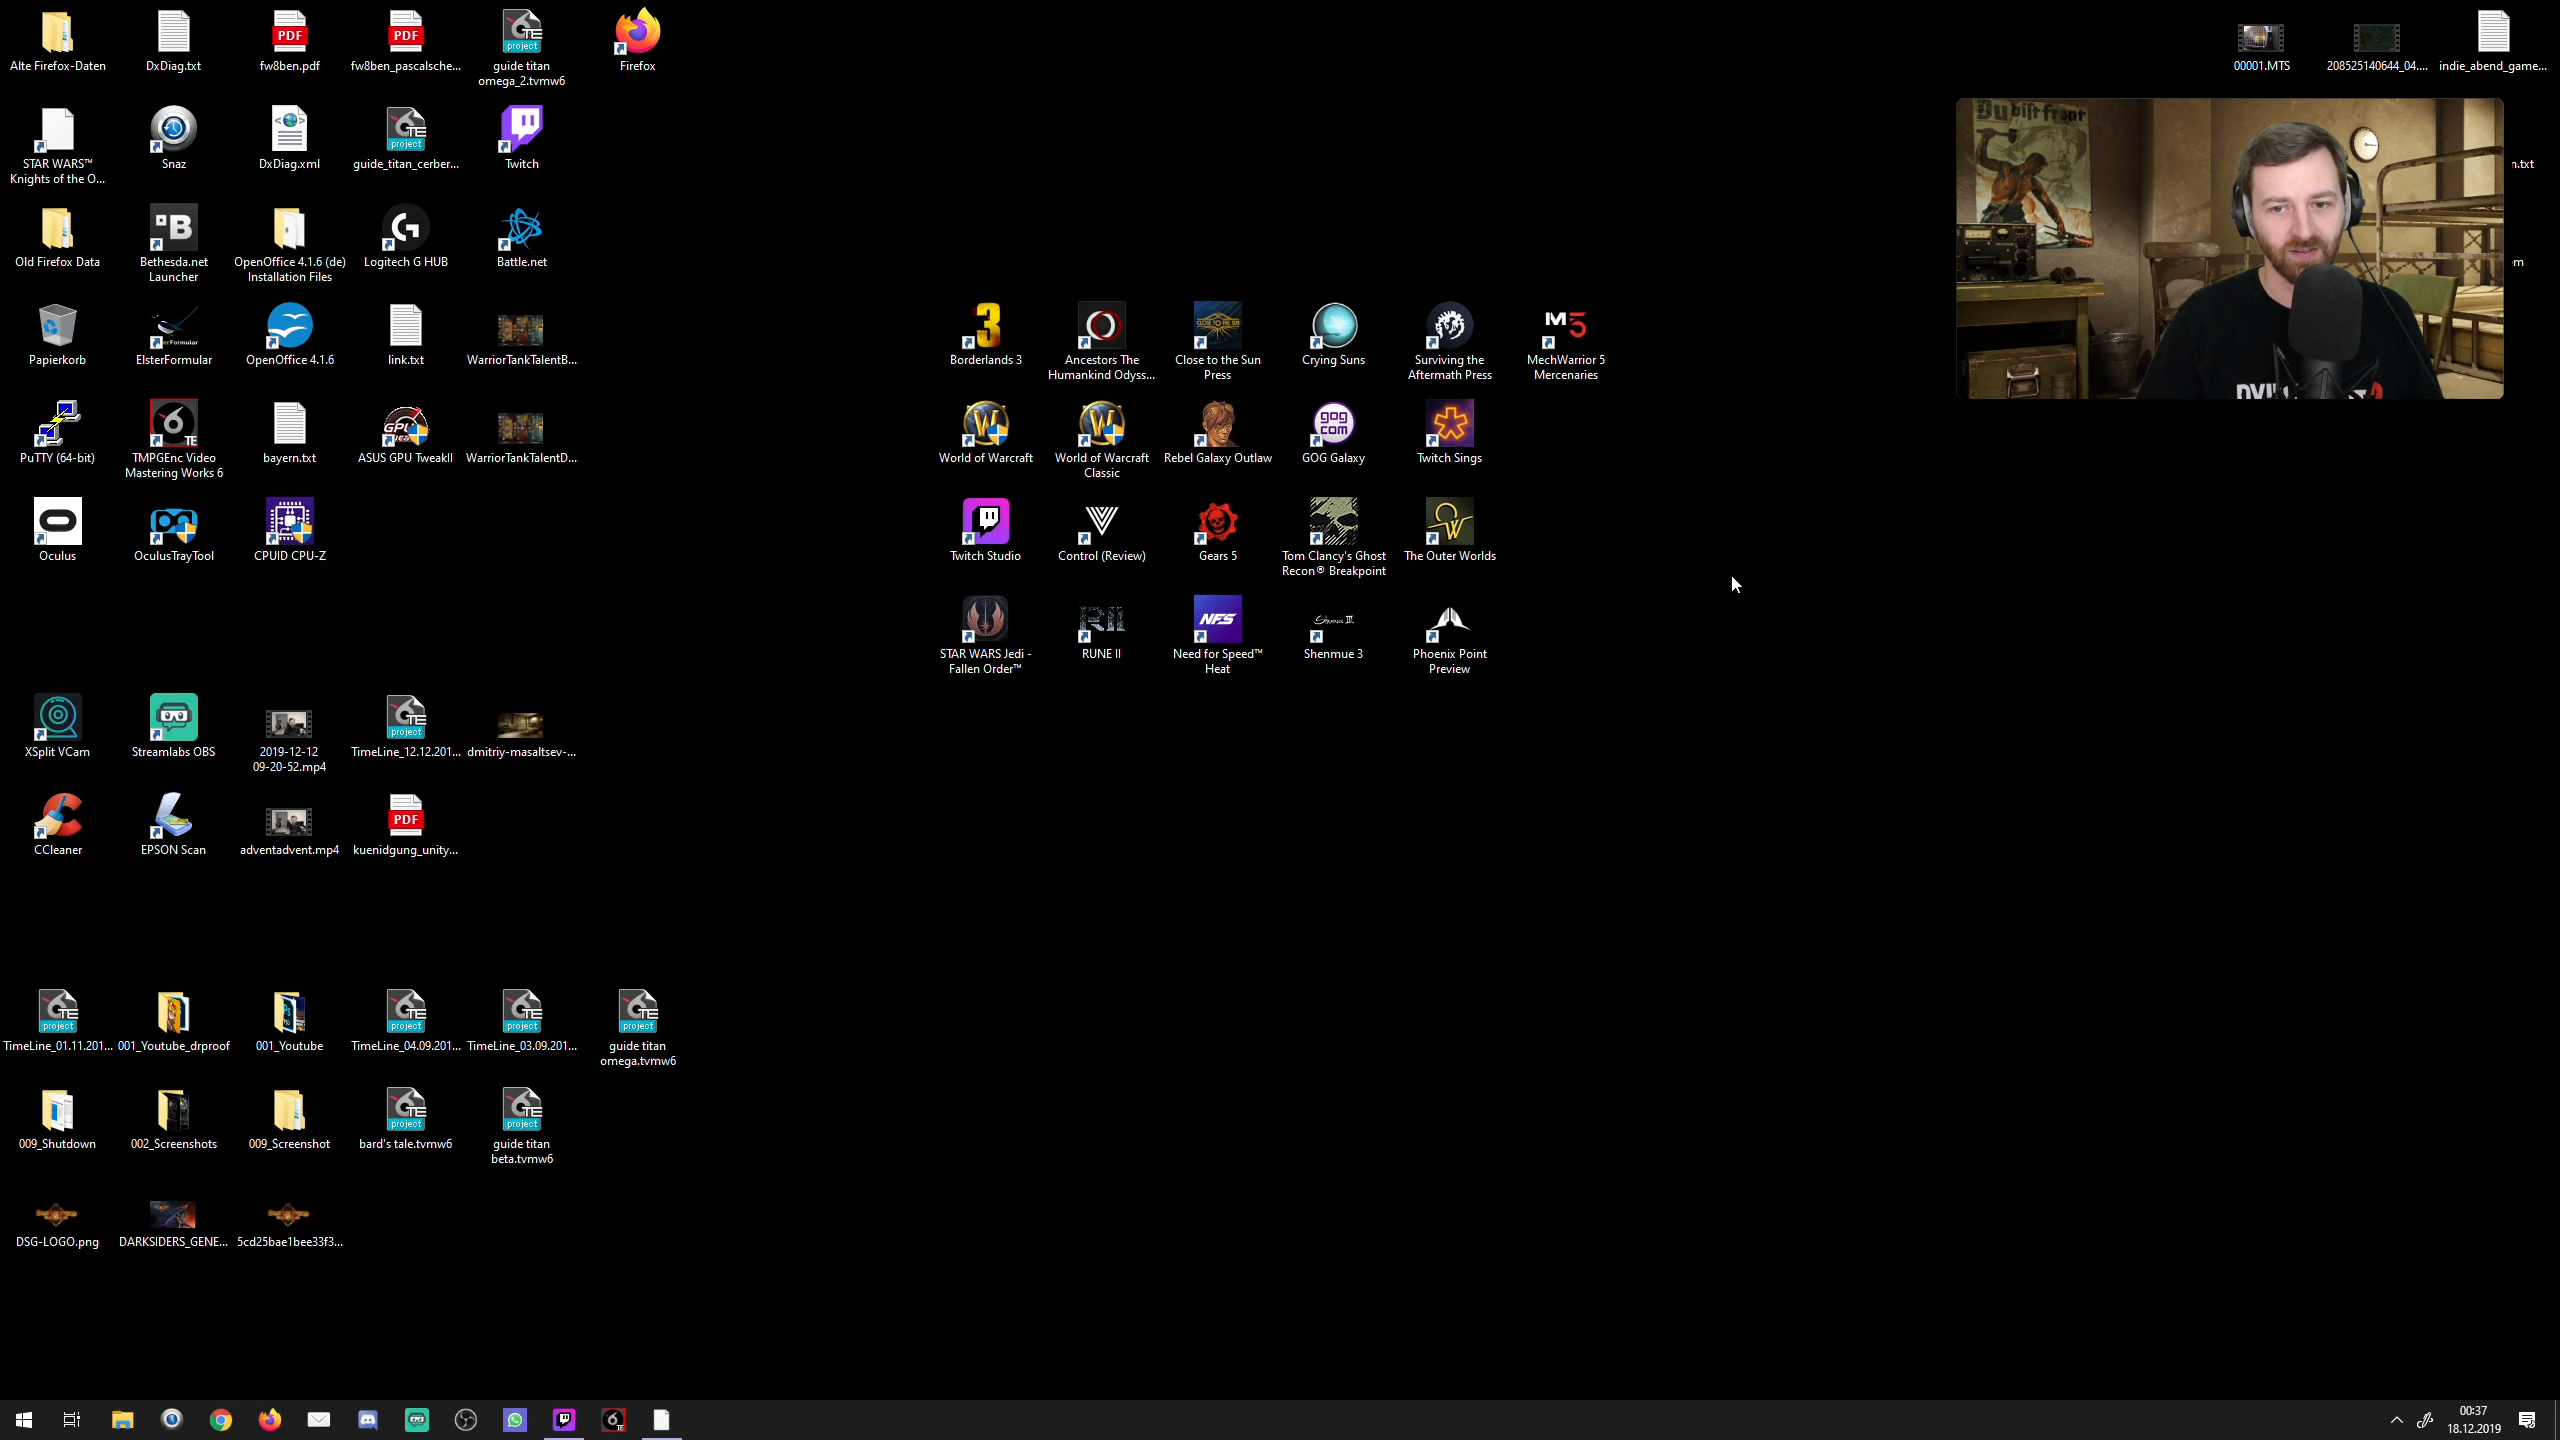 Alte Firefox-Daten
DxDiag.txt
fw8ben.pdf
fw8ben_pascalsche...
guide titan
omega_2.tvmw6
Firefox
00001.MTS
208525140644_04....
indie_abend_game...
STAR WARS™
Knights of the O...
Snaz
DxDiag.xml
guide_titan_cerber...
Twitch
n.txt
Old Firefox Data
Bethesda.net
Launcher
OpenOffice 4.1.6 (de)
Installation Files
Logitech G HUB
Battle.net
om
Papierkorb
ElsterFormular
OpenOffice 4.1.6
link.txt
WarriorTankTalentB...
Borderlands 3
Ancestors The
Humankind Odyss...
Close to the Sun
Press
Crying Suns
Surviving the
Aftermath Press
MechWarrior 5
Mercenaries
PuTTY (64-bit)
TMPGEnc Video
Mastering Works 6
bayern.txt
ASUS GPU TweakII
WarriorTankTalentD...
World of Warcraft
World of Warcraft
Classic
Rebel Galaxy Outlaw
GOG Galaxy
Twitch Sings
Oculus
OculusTrayTool
CPUID CPU-Z
Twitch Studio
Control (Review)
Gears 5
Tom Clancy's Ghost
Recon® Breakpoint
The Outer Worlds
STAR WARS Jedi -
Fallen Order™
RUNE II
Need for Speed™
Heat
Shenmue 3
Phoenix Point
Preview
XSplit VCam
Streamlabs OBS
2019-12-12
09-20-52.mp4
TimeLine_12.12.201...
dmitriy-masaltsev-...
CCleaner
EPSON Scan
adventadvent.mp4
kuenidgung_unity...
TimeLine_01.11.201...
001_Youtube_drproof
001_Youtube
TimeLine_04.09.201...
TimeLine_03.09.201...
guide titan
omega.tvmw6
009_Shutdown
002_Screenshots
009_Screenshot
bard's tale.tvmw6
guide titan
beta.tvmw6
DSG-LOGO.png
DARKSIDERS_GENE...
5cd25bae1bee33f3...
00:37
18.12.2019